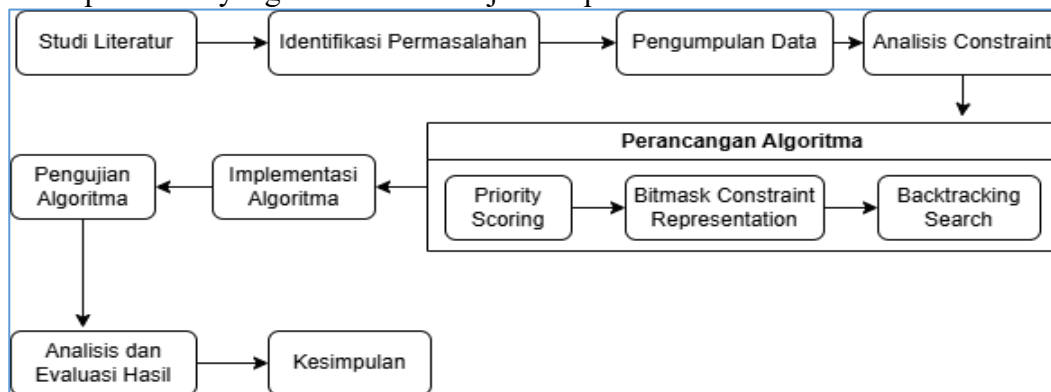 Studi Literatur
Identifikasi Permasalahan
Pengumpulan Data
Analisis Constraint
Perancangan Algoritma
Priority
Scoring
Bitmask Constraint
Representation
Backtracking
Search
Implementasi
Algoritma
Pengujian
Algoritma
Analisis dan
Evaluasi Hasil
Kesimpulan